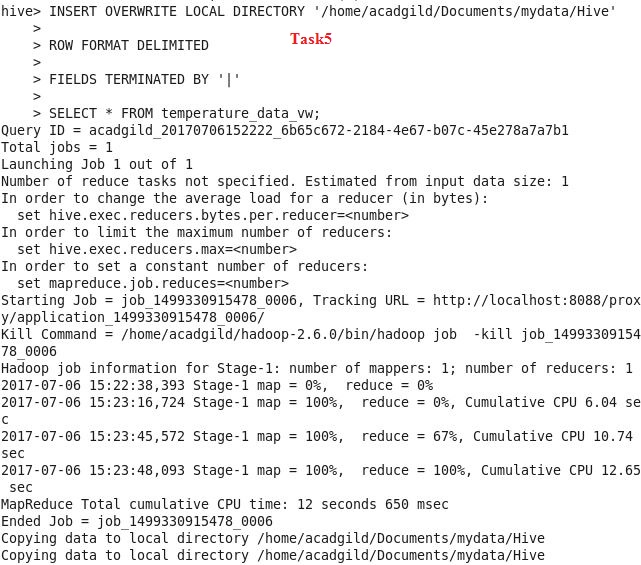 hive> INSERT OVERWRITE LOCAL DIRECTORY '/home/acadgild/Documents/mydata/Hive'
    >
    > ROW FORMAT DELIMITED
Task5
    >
    > FIELDS TERMINATED BY '|'
    >
    > SELECT * FROM temperature_data_vw;
Query ID = acadgild_20170706152222_6b65c672-2184-4e67-b07c-45e278a7a7b1
Total jobs = 1
Launching Job 1 out of 1
Number of reduce tasks not specified. Estimated from input data size: 1
In order to change the average load for a reducer (in bytes):
  set hive.exec.reducers.bytes.per.reducer=<number>
In order to limit the maximum number of reducers:
  set hive.exec.reducers.max=<number>
In order to set a constant number of reducers:
  set mapreduce.job.reduces=<number>
Starting Job = job_1499330915478_0006, Tracking URL = http://localhost:8088/prox
y/application_1499330915478_0006/
Kill Command = /home/acadgild/hadoop-2.6.0/bin/hadoop job  -kill job_14993309154
78_0006
Hadoop job information for Stage-1: number of mappers: 1; number of reducers: 1
2017-07-06 15:22:38,393 Stage-1 map = 0%,  reduce = 0%
2017-07-06 15:23:16,724 Stage-1 map = 100%,  reduce = 0%, Cumulative CPU 6.04 se
c
2017-07-06 15:23:45,572 Stage-1 map = 100%,  reduce = 67%, Cumulative CPU 10.74
sec
2017-07-06 15:23:48,093 Stage-1 map = 100%,  reduce = 100%, Cumulative CPU 12.65
 sec
MapReduce Total cumulative CPU time: 12 seconds 650 msec
Ended Job = job_1499330915478_0006
Copying data to local directory /home/acadgild/Documents/mydata/Hive
Copying data to local directory /home/acadgild/Documents/mydata/Hive